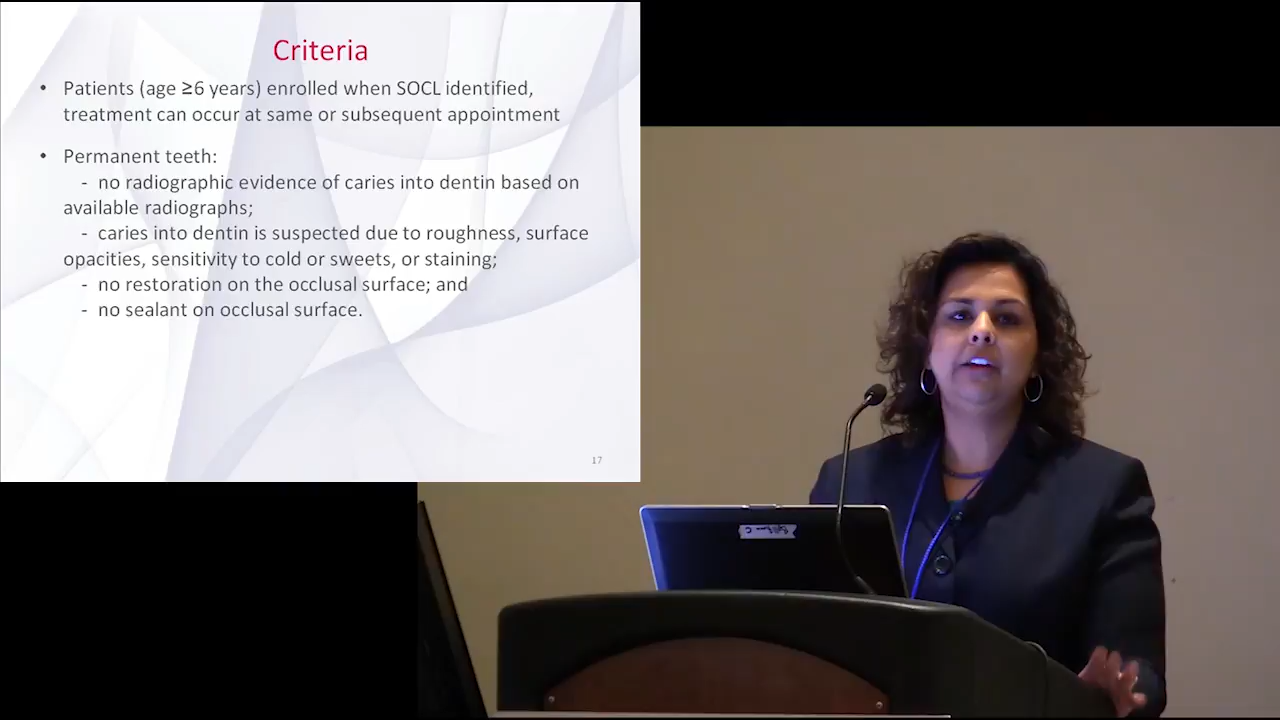 Criteria
• Patients (age ≥6 years) enrolled when SOCL identified,
treatment can occur at same or subsequent appointment
• Permanent teeth:
- no radiographic evidence of caries into dentin based on
available radiographs;
- caries into dentin is suspected due to roughness, surface
opacities, sensitivity to cold or sweets, or staining;
- no restoration on the occlusal surface; and
- no sealant on occlusal surface.
17